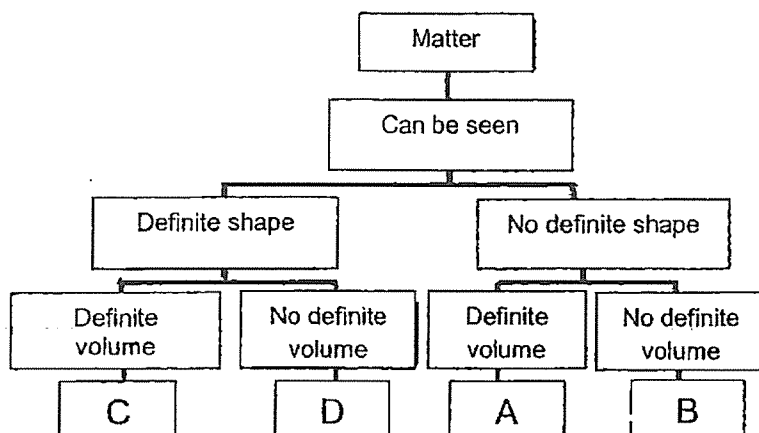 Matter
Can be seen
Definite shape
No definite shape
Definite
volume
No definite
volume
Definite
volume
No definite
volume
C
D
A
B